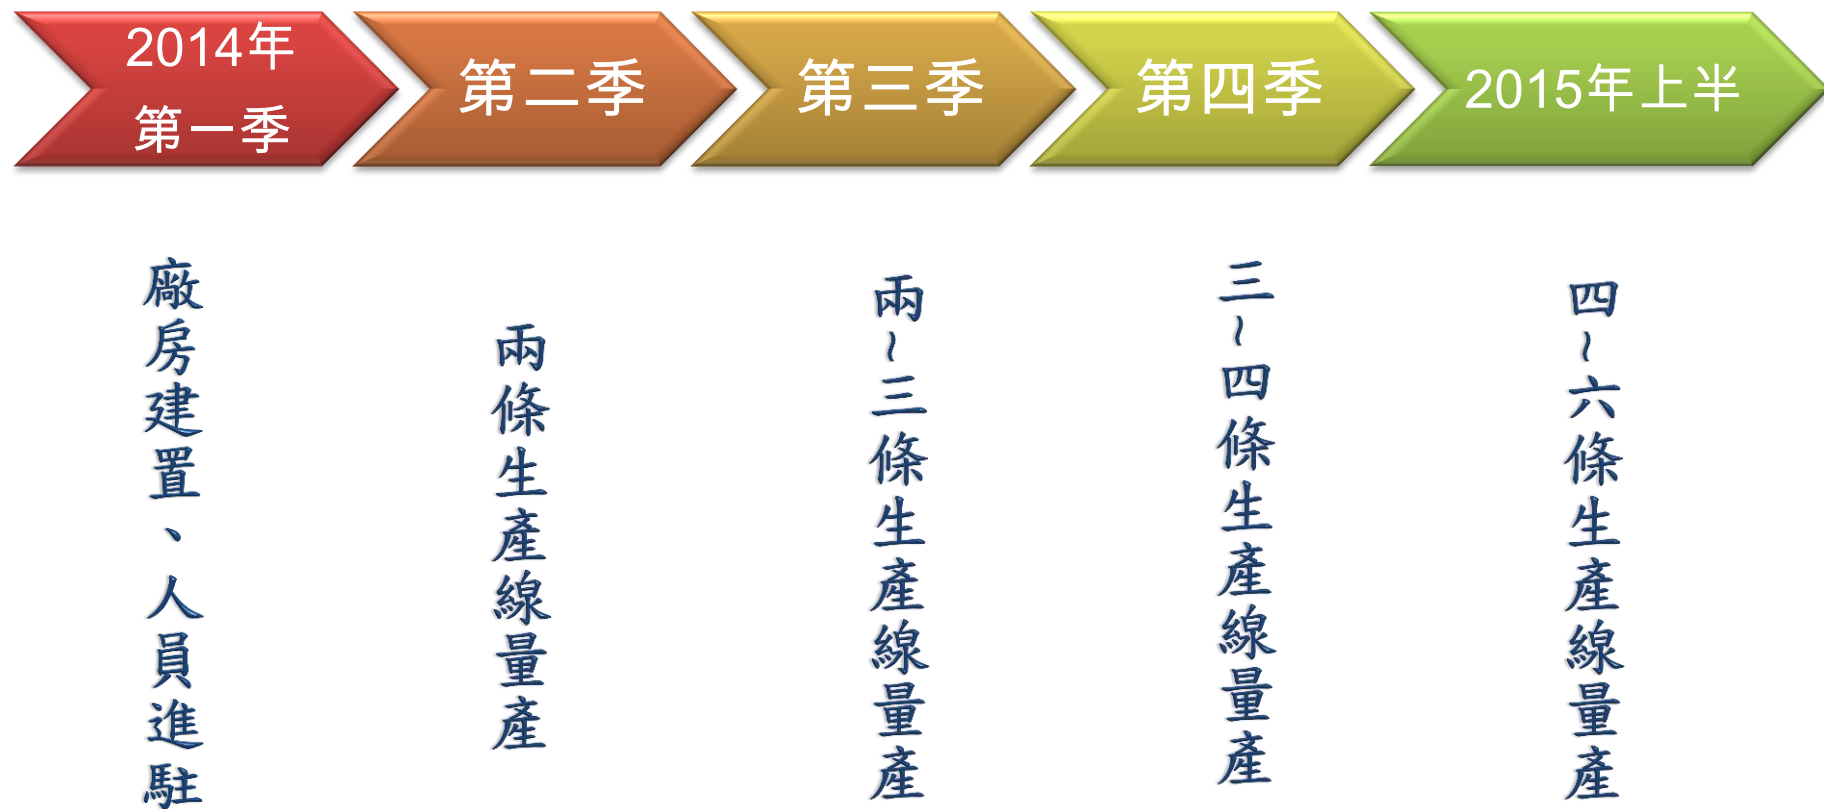 2014年
第一季
第二季
第三季
第四季
2015年上半
廠房建置、人員進駐
兩條生產線量產
兩~三條生產線量產
三~四條生產線量產
四~六條生產線量產